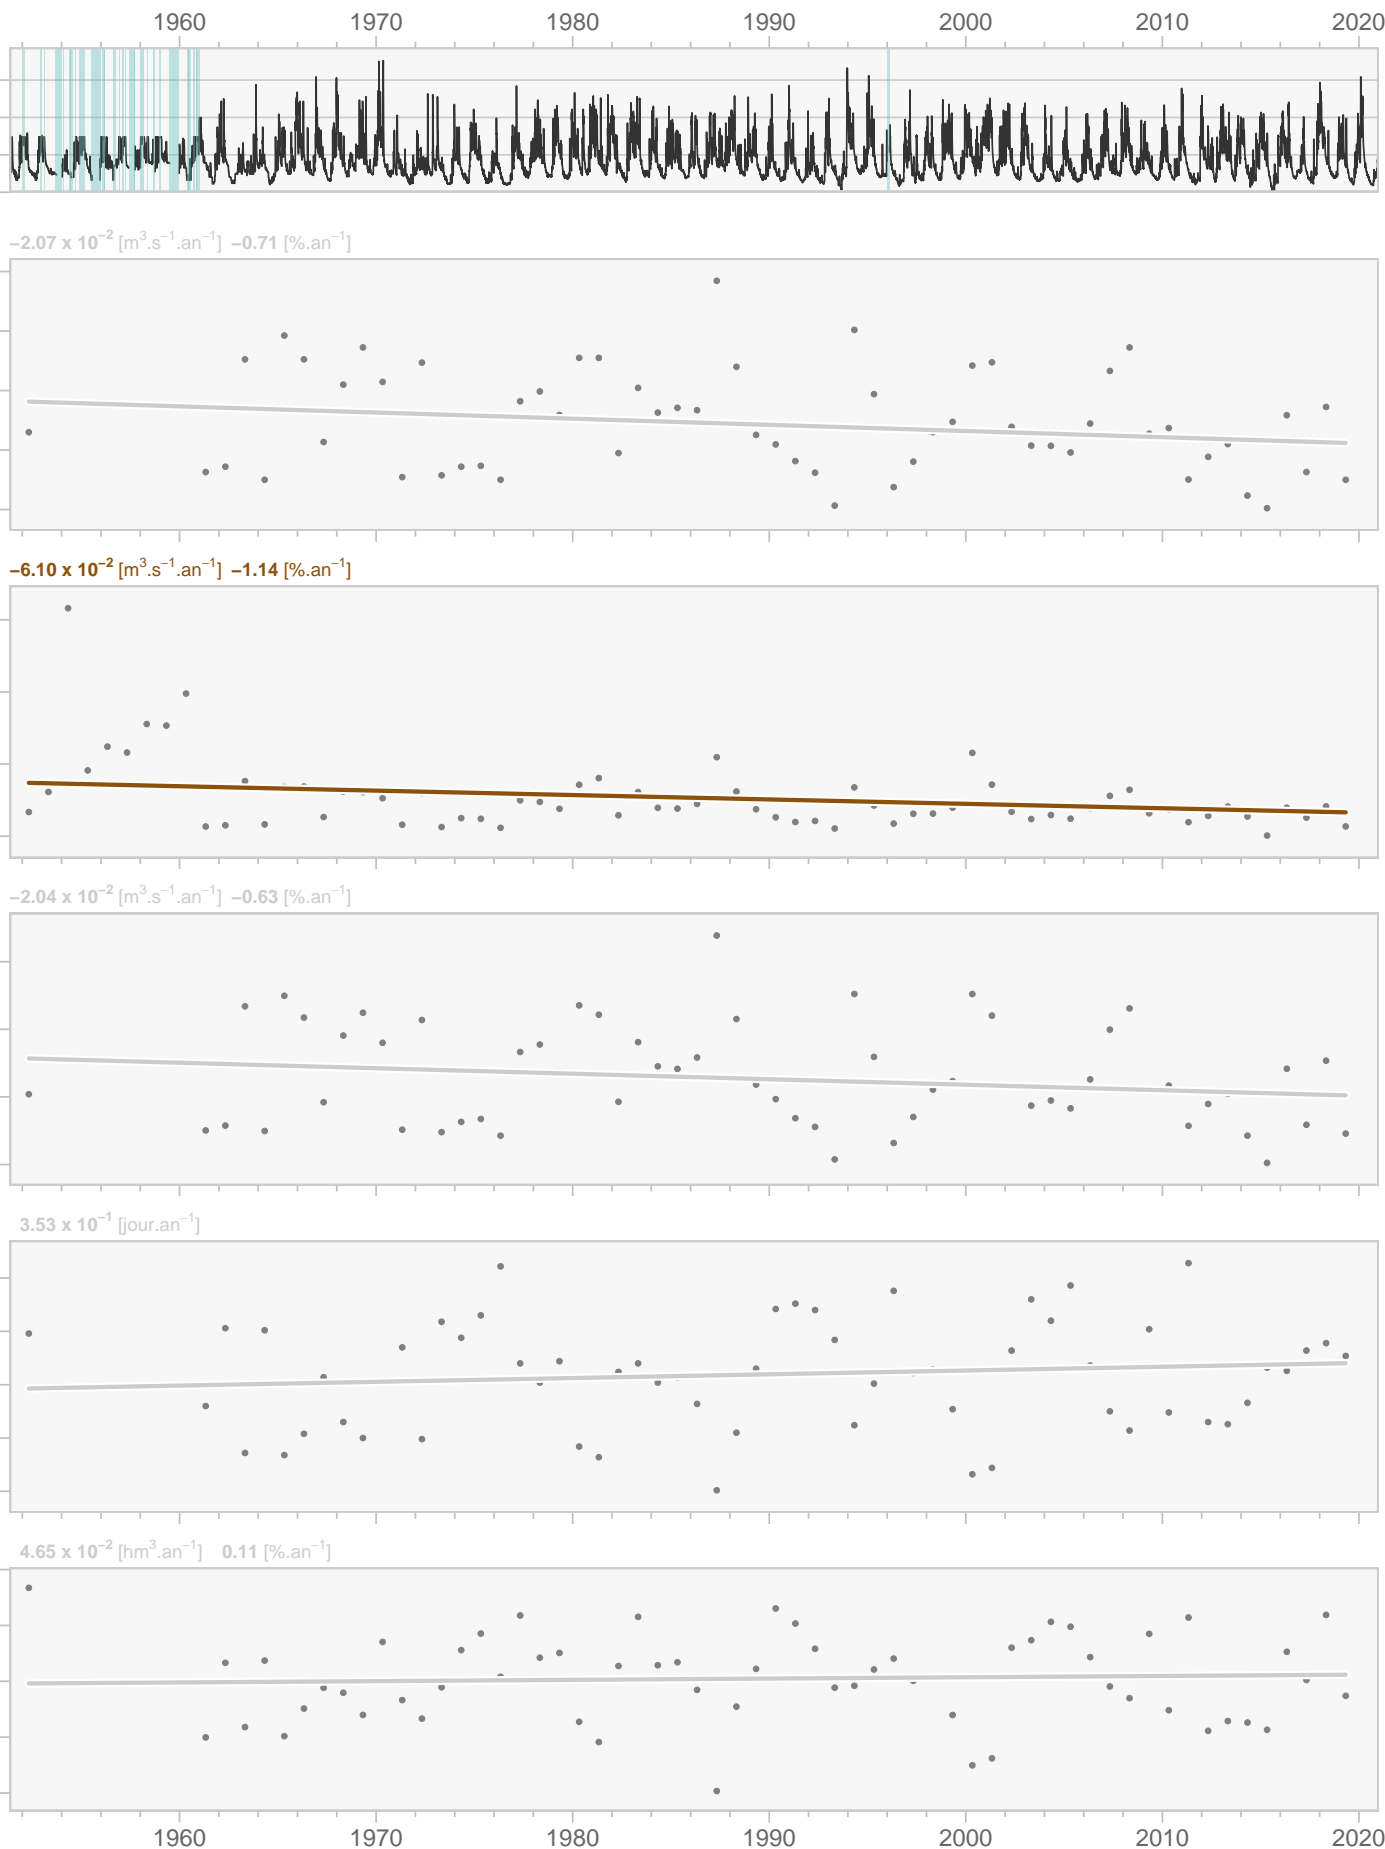 1960 1970 1980 1990 2000 2010 2020
−2.07 x 10⁻² [m³.s⁻¹.an⁻¹] −0.71 [%.an⁻¹]
−6.10 x 10⁻² [m³.s⁻¹.an⁻¹] −1.14 [%.an⁻¹]
−2.04 x 10⁻² [m³.s⁻¹.an⁻¹] −0.63 [%.an⁻¹]
3.53 x 10⁻¹ [jour.an⁻¹]
4.65 x 10⁻² [hm³.an⁻¹] 0.11 [%.an⁻¹]
1960 1970 1980 1990 2000 2010 2020